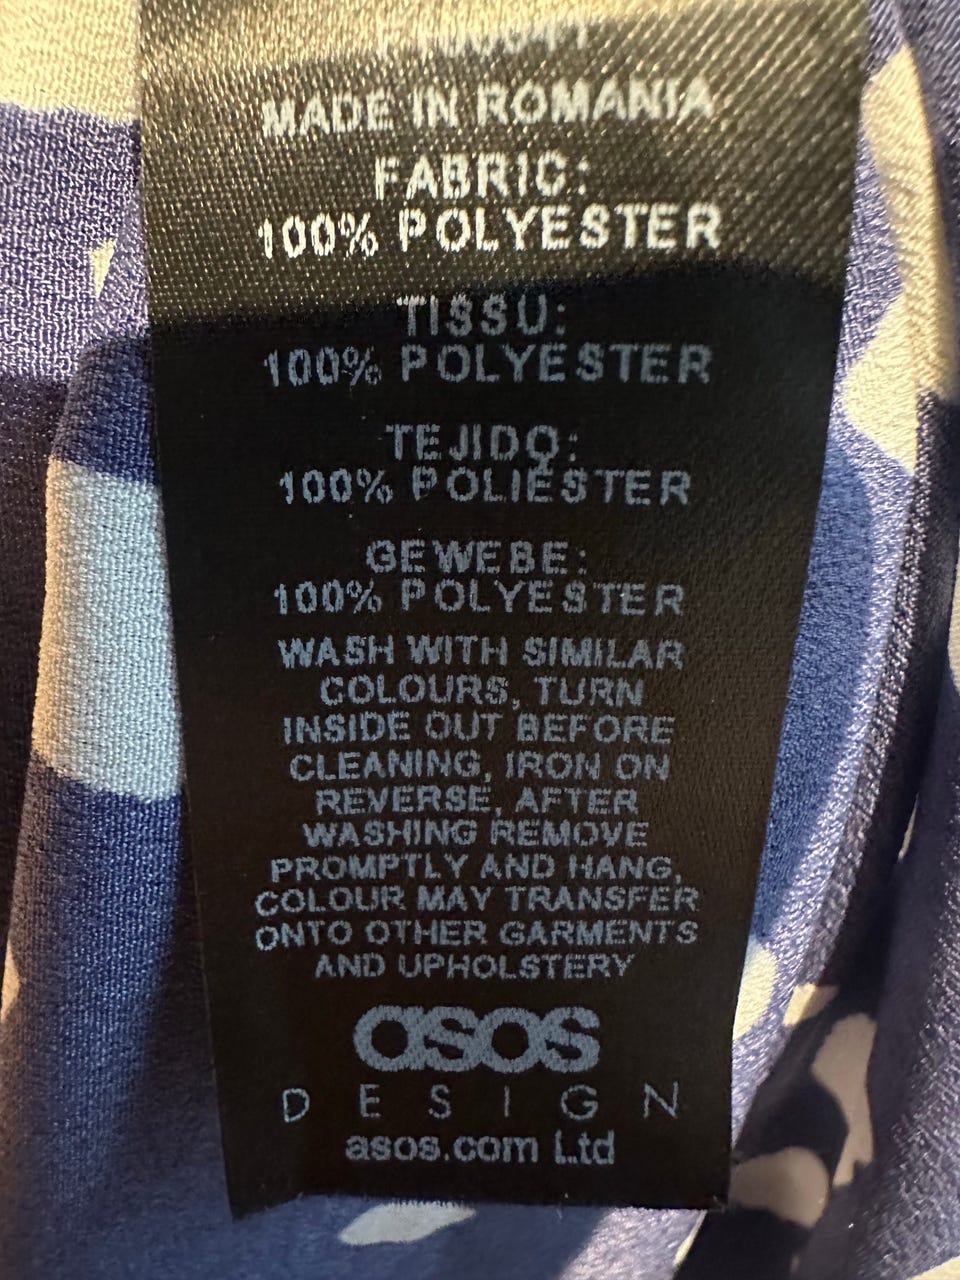 MADE IN ROMANIA
FABRIC:
100% POLYESTER
TISSU:
100% POLYESTER
TEJIDO:
100% POLIESTER
GEWEBE:
100% POLYESTER
WASH WITH SIMILAR
COLOURS, TURN
INSIDE OUT BEFORE
CLEANING, IRON ON
REVERSE, AFTER
WASHING REMOVE
PROMPTLY AND HANG,
COLOUR MAY TRANSFER
ONTO OTHER GARMENTS
AND UPHOLSTERY
asos
DESIGN
asos.com Ltd